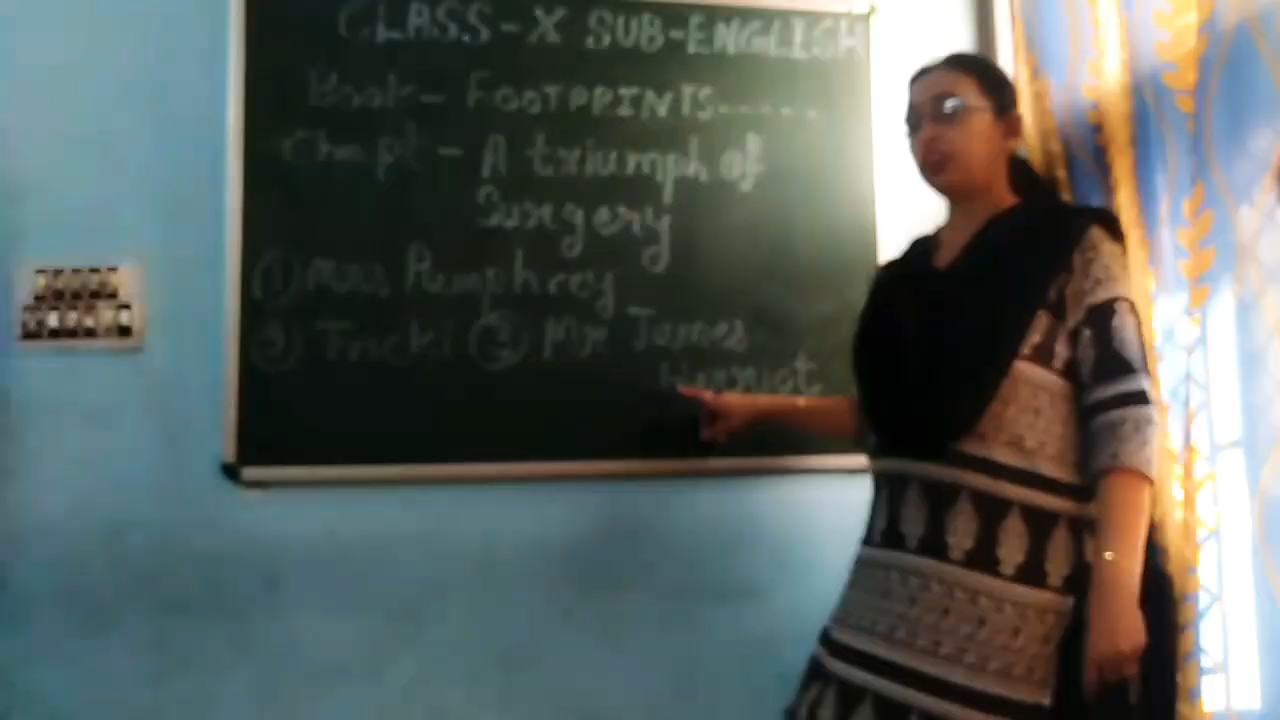 CLASS-X SUB-ENGLISH
Book- FOOTPRINTS-----
Chapt- A triumph of
Surgery
① Mrs Pumphrey
② Tricki ③ Mr James
Herriot